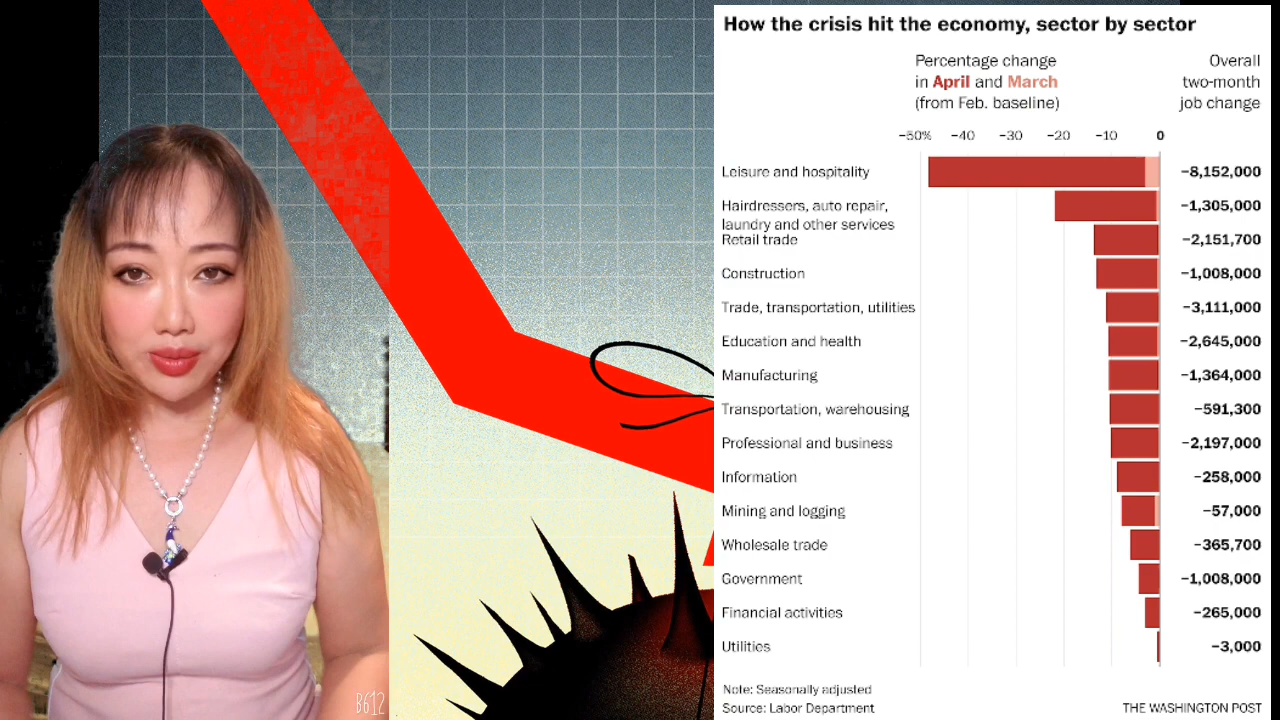 How the crisis hit the economy, sector by sector
Percentage change
in April and March
(from Feb. baseline)
Overall
two-month
job change
−50% −40 −30 −20 −10 0
Leisure and hospitality −8,152,000
Hairdressers, auto repair,
laundry and other services −1,305,000
Retail trade −2,151,700
Construction −1,008,000
Trade, transportation, utilities −3,111,000
Education and health −2,645,000
Manufacturing −1,364,000
Transportation, warehousing −591,300
Professional and business −2,197,000
Information −258,000
Mining and logging −57,000
Wholesale trade −365,700
Government −1,008,000
Financial activities −265,000
Utilities −3,000
Note: Seasonally adjusted
Source: Labor Department THE WASHINGTON POST
B612